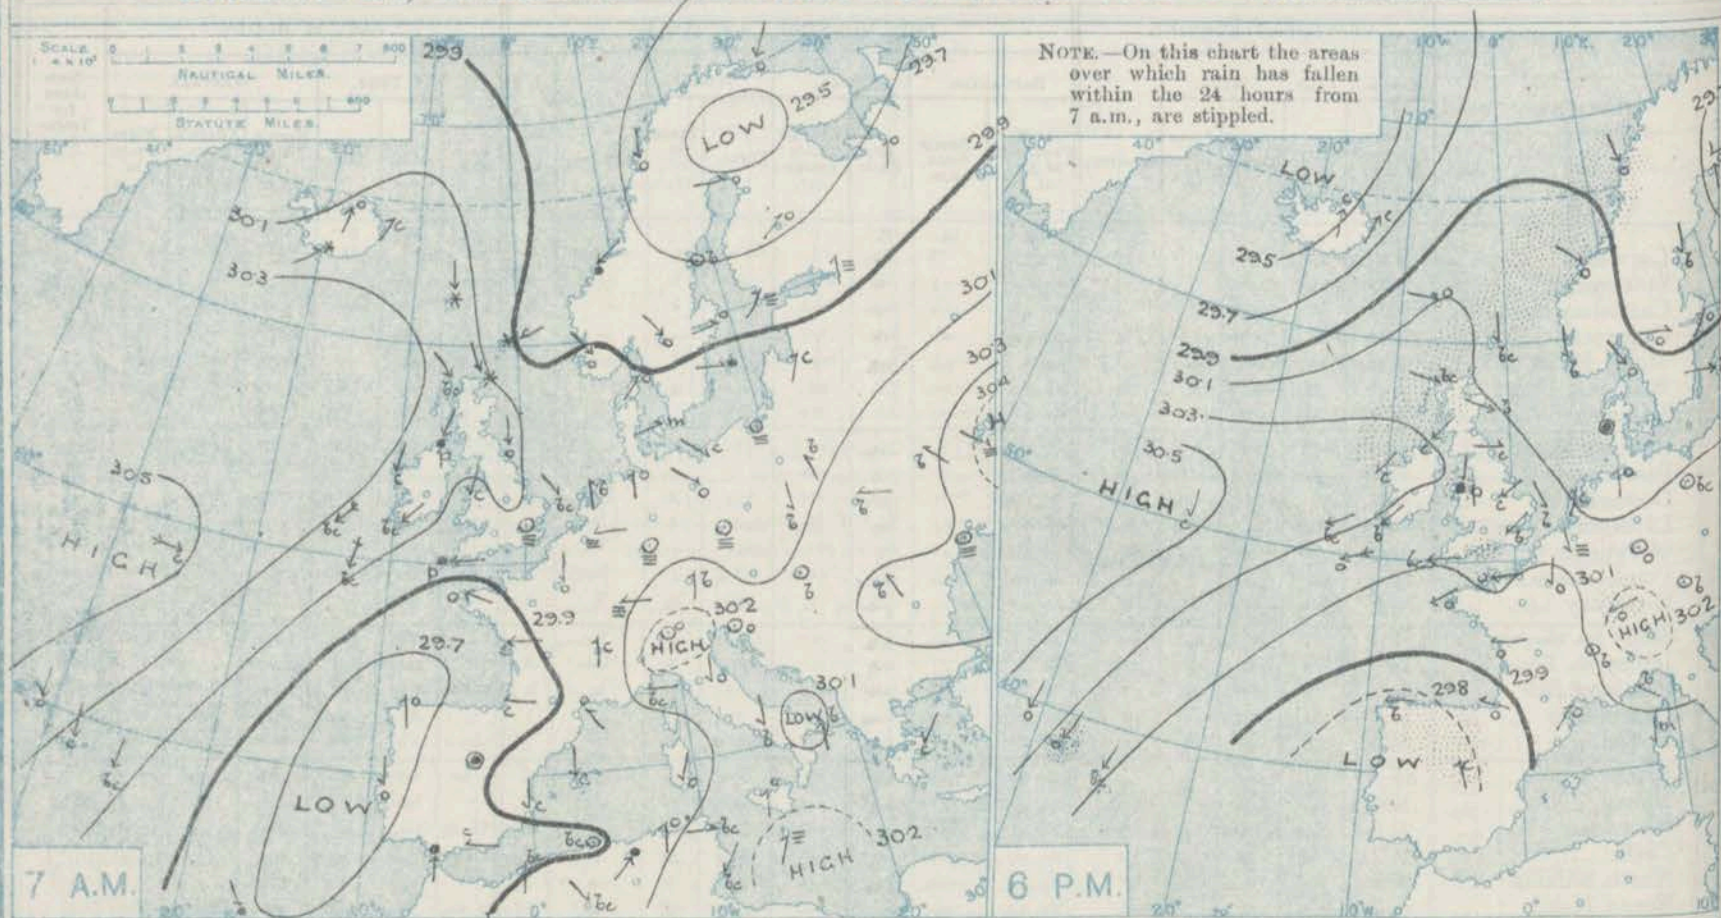 SCALE
NAUTICAL MILES.
STATUTE MILES.
29.9
29.5
LOW
29.7
29.9
30.1
30.3
30.1
30.3
30.4
H
30.5
HIGH
29.9
29.7
30.2
HIGH
30.1
LOW
LOW
30.2
HIGH
7 A.M.
NOTE.—On this chart the areas
over which rain has fallen
within the 24 hours from
7 a.m., are stippled.
LOW
29.5
29.7
29.9
30.1
30.3
30.5
HIGH
30.1
HIGH
30.2
29.9
29.8
LOW
6 P.M.